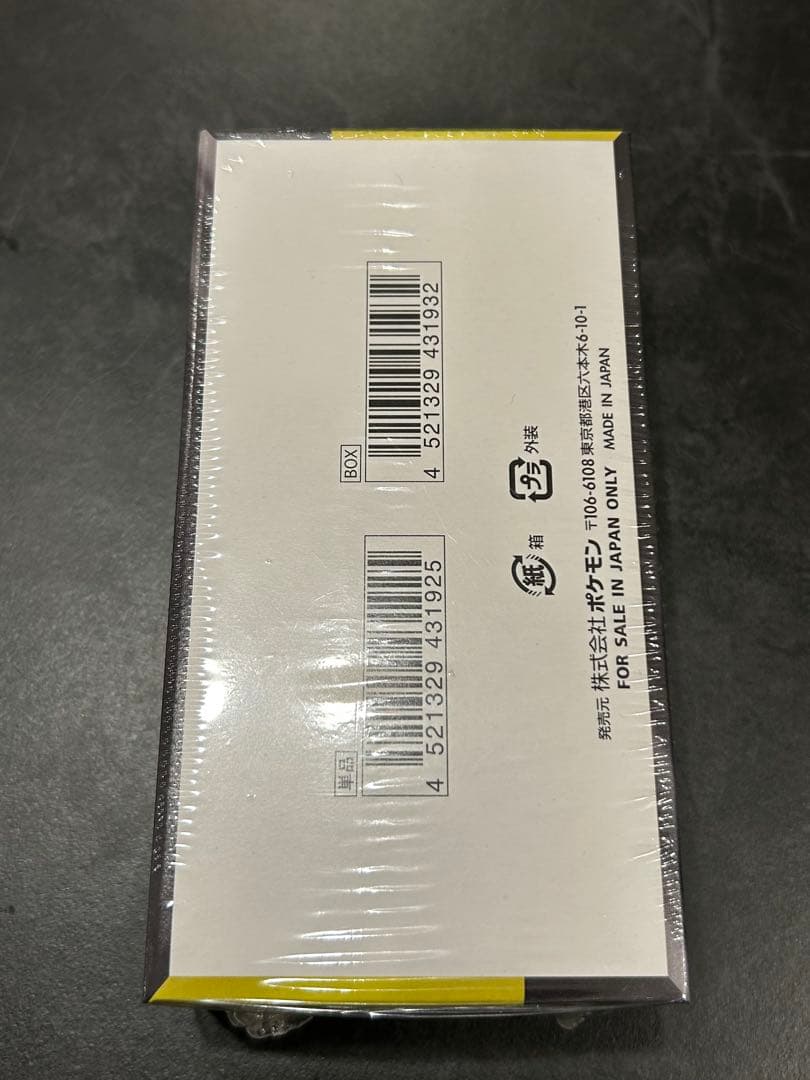 単品
4 521329 431925
BOX
4 521329 431932
紙 箱
プラ 外装
発売元 株式会社 ポケモン 〒106-6108 東京都港区六本木6-10-1
FOR SALE IN JAPAN ONLY MADE IN JAPAN